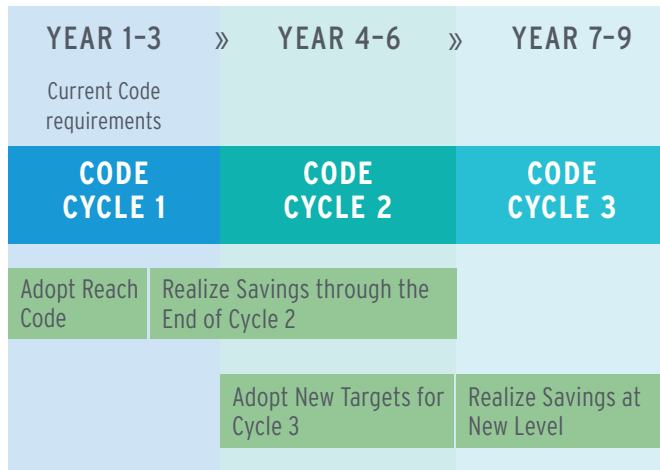 YEAR 1–3 » YEAR 4–6 » YEAR 7–9
Current Code
requirements
CODE
CYCLE 1
CODE
CYCLE 2
CODE
CYCLE 3
Adopt Reach
Code
Realize Savings through the
End of Cycle 2
Adopt New Targets for
Cycle 3
Realize Savings at
New Level